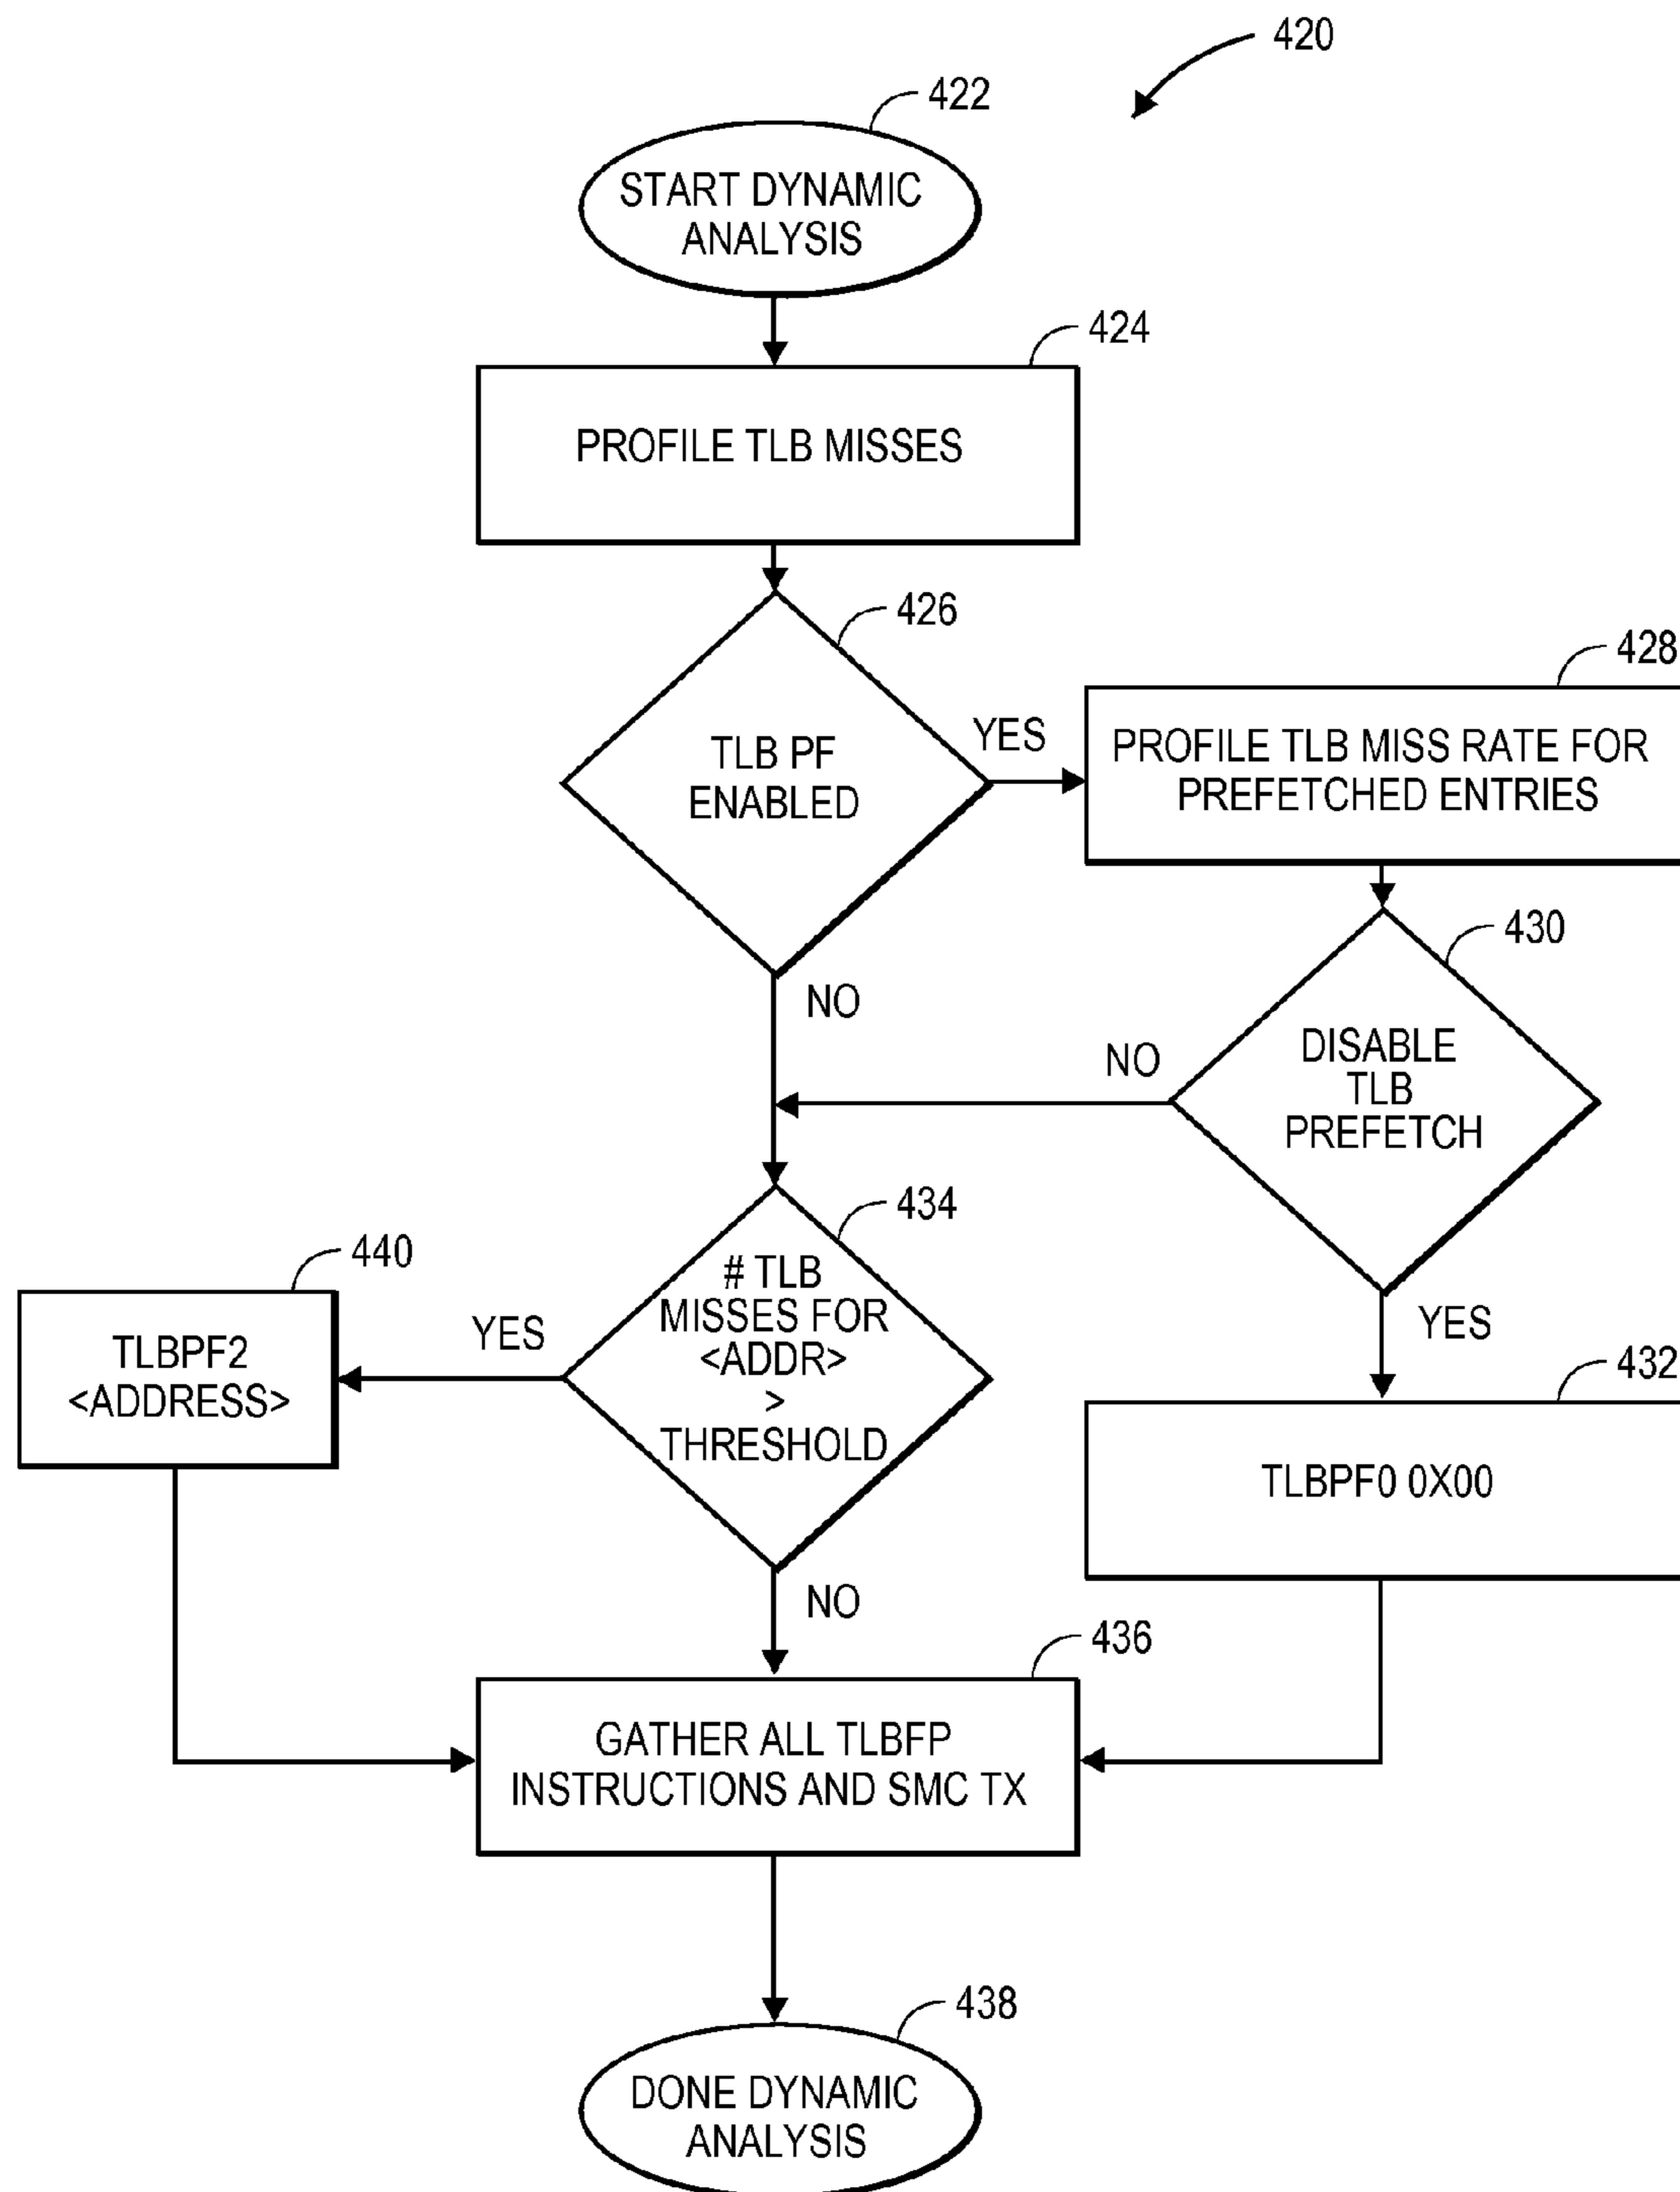 420
422
START DYNAMIC
ANALYSIS
424
PROFILE TLB MISSES
426
TLB PF
ENABLED
YES
NO
428
PROFILE TLB MISS RATE FOR
PREFETCHED ENTRIES
430
DISABLE
TLB
PREFETCH
NO
YES
432
TLBPF0 0X00
434
# TLB
MISSES FOR
<ADDR>
>
THRESHOLD
YES
NO
440
TLBPF2
<ADDRESS>
436
GATHER ALL TLBFP
INSTRUCTIONS AND SMC TX
438
DONE DYNAMIC
ANALYSIS